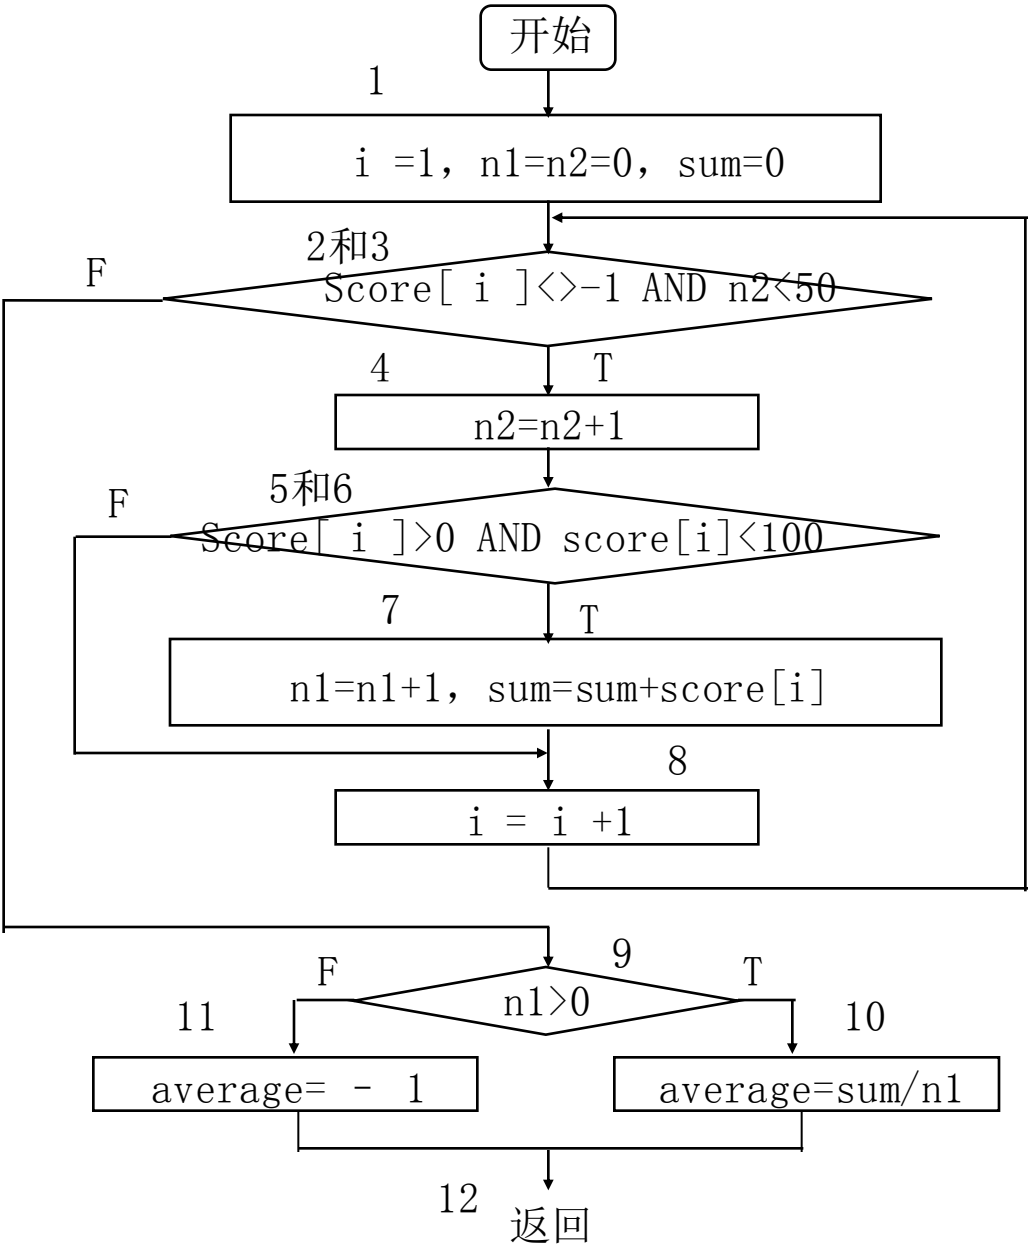 开始
1
i =1, n1=n2=0, sum=0
2和3
F
Score[ i ]<>-1 AND n2<50
4
T
n2=n2+1
5和6
F
Score[ i ]>0 AND score[i]<100
7
T
n1=n1+1, sum=sum+score[i]
8
i = i +1
9
F
T
n1>0
11
10
average= - 1
average=sum/n1
12
返回